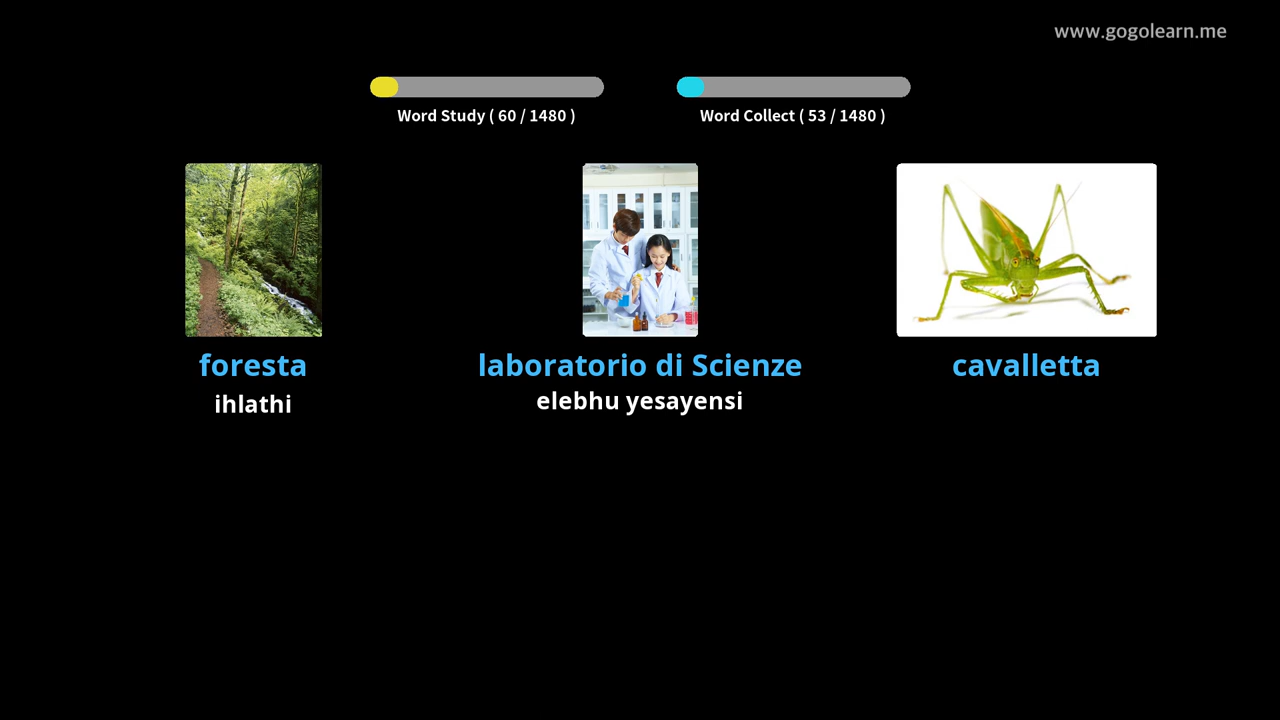 www.gogolearn.me
Word Study ( 60 / 1480 )
Word Collect ( 53 / 1480 )
foresta
ihlathi
laboratorio di Scienze
elebhu yesayensi
cavalletta